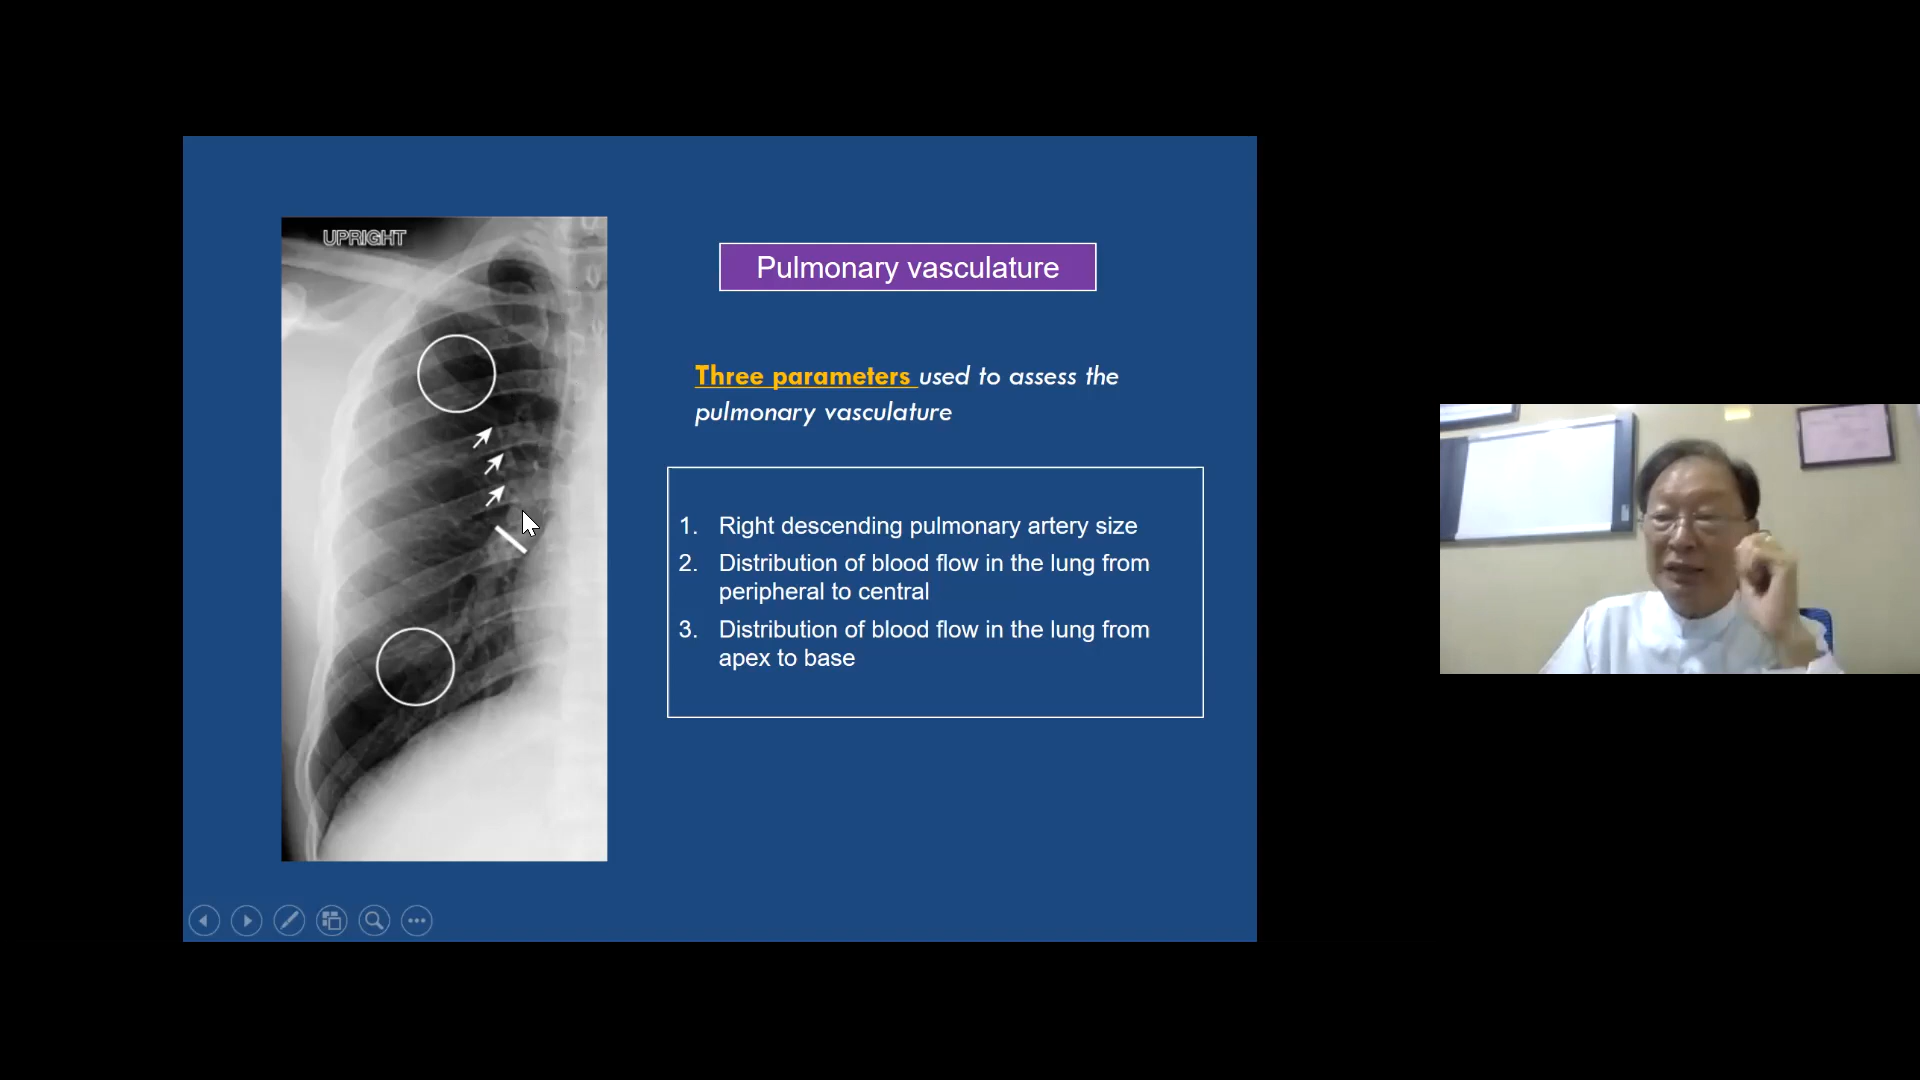 UPRIGHT
Pulmonary vasculature
Three parameters used to assess the
pulmonary vasculature
1. Right descending pulmonary artery size
2. Distribution of blood flow in the lung from
peripheral to central
3. Distribution of blood flow in the lung from
apex to base